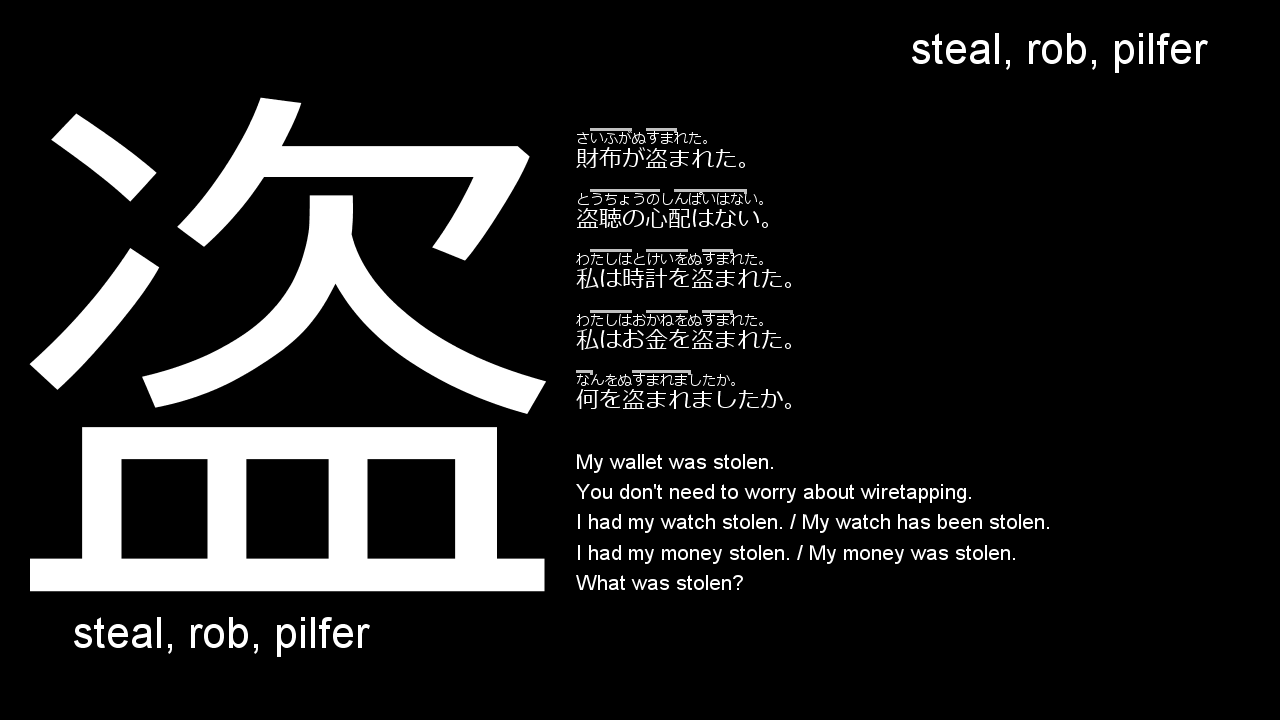 steal, rob, pilfer
盗
さいふがぬすまれた。
財布が盗まれた。
とうちょうのしんぱいはない。
盗聴の心配はない。
わたしはとけいをぬすまれた。
私は時計を盗まれた。
わたしはおかねをぬすまれた。
私はお金を盗まれた。
なんをぬすまれましたか。
何を盗まれましたか。
My wallet was stolen.
You don't need to worry about wiretapping.
I had my watch stolen. / My watch has been stolen.
I had my money stolen. / My money was stolen.
What was stolen?
steal, rob, pilfer